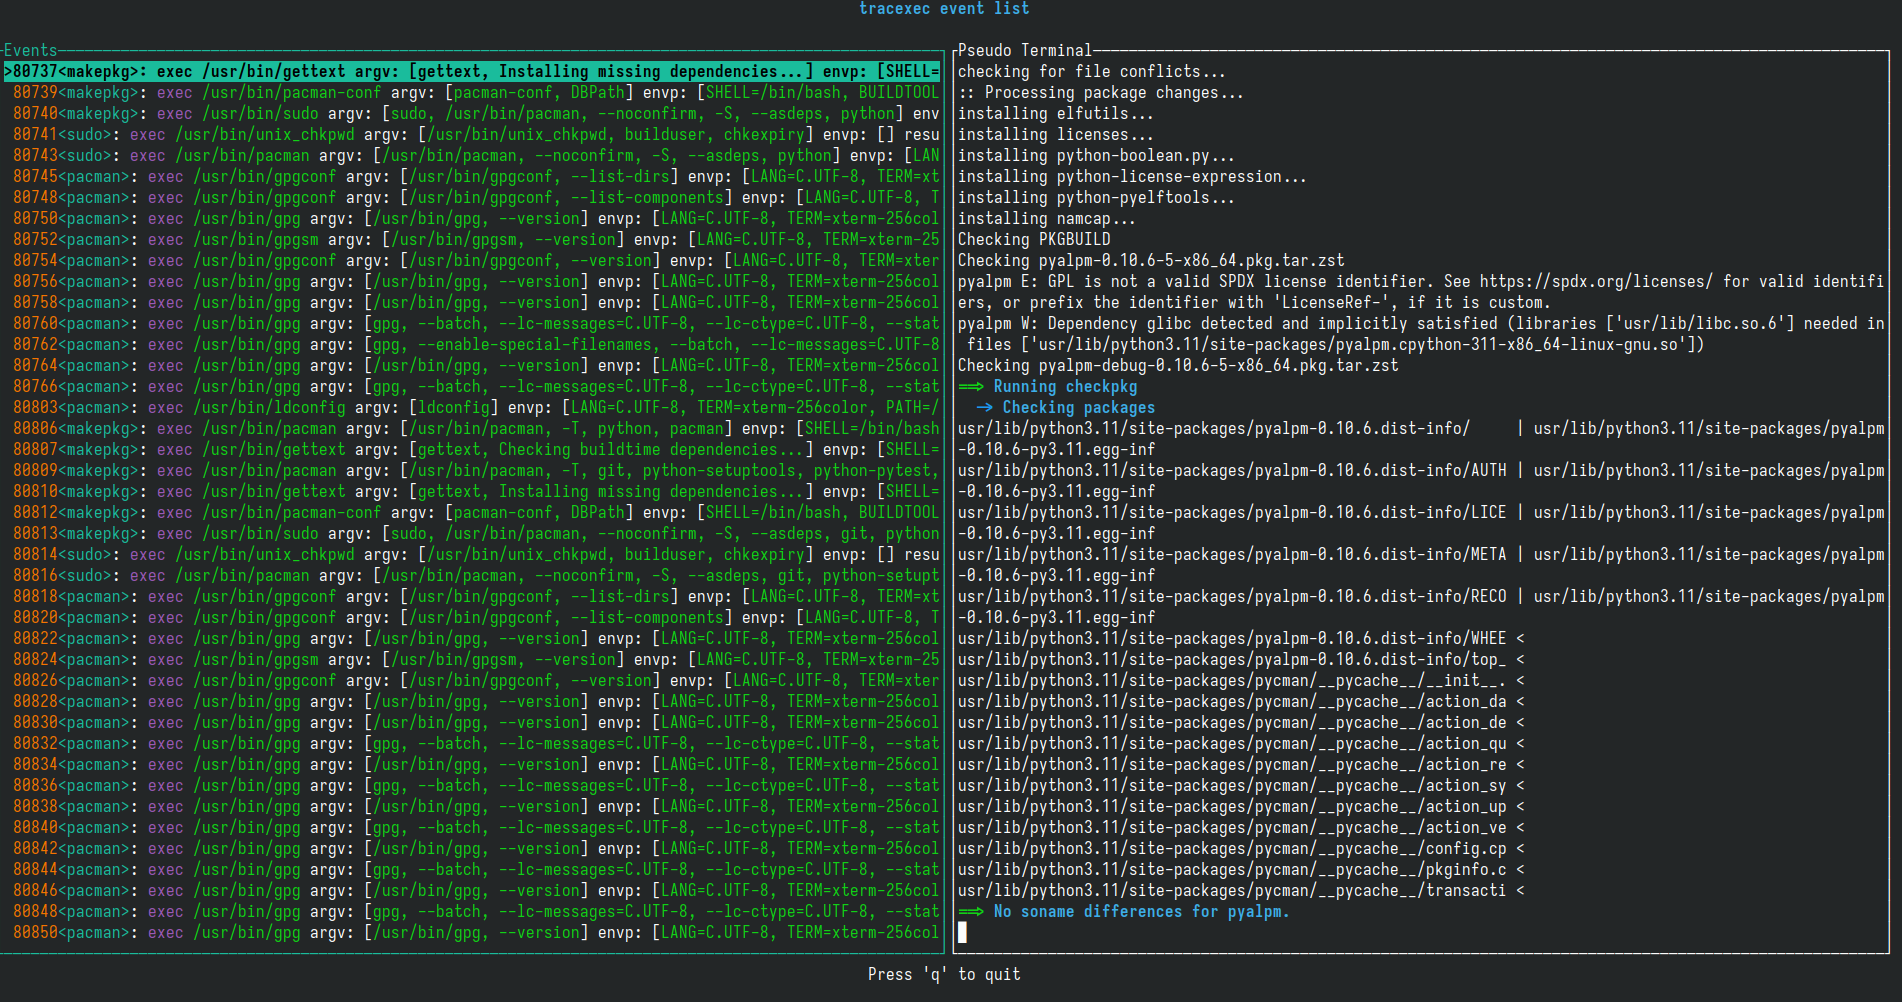 tracexec event list
Events
>80737<makepkg>: exec /usr/bin/gettext argv: [gettext, Installing missing dependencies...] envp: [SHELL=
80739<makepkg>: exec /usr/bin/pacman-conf argv: [pacman-conf, DBPath] envp: [SHELL=/bin/bash, BUILDTOOL
80740<makepkg>: exec /usr/bin/sudo argv: [sudo, /usr/bin/pacman, --noconfirm, -S, --asdeps, python] env
80741<sudo>: exec /usr/bin/unix_chkpwd argv: [/usr/bin/unix_chkpwd, builduser, chkexpiry] envp: [] resu
80743<sudo>: exec /usr/bin/pacman argv: [/usr/bin/pacman, --noconfirm, -S, --asdeps, python] envp: [LAN
80745<pacman>: exec /usr/bin/gpgconf argv: [/usr/bin/gpgconf, --list-dirs] envp: [LANG=C.UTF-8, TERM=xt
80748<pacman>: exec /usr/bin/gpgconf argv: [/usr/bin/gpgconf, --list-components] envp: [LANG=C.UTF-8, T
80750<pacman>: exec /usr/bin/gpg argv: [/usr/bin/gpg, --version] envp: [LANG=C.UTF-8, TERM=xterm-256col
80752<pacman>: exec /usr/bin/gpgsm argv: [/usr/bin/gpgsm, --version] envp: [LANG=C.UTF-8, TERM=xterm-25
80754<pacman>: exec /usr/bin/gpgconf argv: [/usr/bin/gpgconf, --version] envp: [LANG=C.UTF-8, TERM=xter
80756<pacman>: exec /usr/bin/gpg argv: [/usr/bin/gpg, --version] envp: [LANG=C.UTF-8, TERM=xterm-256col
80758<pacman>: exec /usr/bin/gpg argv: [/usr/bin/gpg, --version] envp: [LANG=C.UTF-8, TERM=xterm-256col
80760<pacman>: exec /usr/bin/gpg argv: [gpg, --batch, --lc-messages=C.UTF-8, --lc-ctype=C.UTF-8, --stat
80762<pacman>: exec /usr/bin/gpg argv: [gpg, --enable-special-filenames, --batch, --lc-messages=C.UTF-8
80764<pacman>: exec /usr/bin/gpg argv: [/usr/bin/gpg, --version] envp: [LANG=C.UTF-8, TERM=xterm-256col
80766<pacman>: exec /usr/bin/gpg argv: [gpg, --batch, --lc-messages=C.UTF-8, --lc-ctype=C.UTF-8, --stat
80803<pacman>: exec /usr/bin/ldconfig argv: [ldconfig] envp: [LANG=C.UTF-8, TERM=xterm-256color, PATH=/
80806<makepkg>: exec /usr/bin/pacman argv: [/usr/bin/pacman, -T, python, pacman] envp: [SHELL=/bin/bash
80807<makepkg>: exec /usr/bin/gettext argv: [gettext, Checking buildtime dependencies...] envp: [SHELL=
80809<makepkg>: exec /usr/bin/pacman argv: [/usr/bin/pacman, -T, git, python-setuptools, python-pytest,
80810<makepkg>: exec /usr/bin/gettext argv: [gettext, Installing missing dependencies...] envp: [SHELL=
80812<makepkg>: exec /usr/bin/pacman-conf argv: [pacman-conf, DBPath] envp: [SHELL=/bin/bash, BUILDTOOL
80813<makepkg>: exec /usr/bin/sudo argv: [sudo, /usr/bin/pacman, --noconfirm, -S, --asdeps, git, python
80814<sudo>: exec /usr/bin/unix_chkpwd argv: [/usr/bin/unix_chkpwd, builduser, chkexpiry] envp: [] resu
80816<sudo>: exec /usr/bin/pacman argv: [/usr/bin/pacman, --noconfirm, -S, --asdeps, git, python-setupt
80818<pacman>: exec /usr/bin/gpgconf argv: [/usr/bin/gpgconf, --list-dirs] envp: [LANG=C.UTF-8, TERM=xt
80820<pacman>: exec /usr/bin/gpgconf argv: [/usr/bin/gpgconf, --list-components] envp: [LANG=C.UTF-8, T
80822<pacman>: exec /usr/bin/gpg argv: [/usr/bin/gpg, --version] envp: [LANG=C.UTF-8, TERM=xterm-256col
80824<pacman>: exec /usr/bin/gpgsm argv: [/usr/bin/gpgsm, --version] envp: [LANG=C.UTF-8, TERM=xterm-25
80826<pacman>: exec /usr/bin/gpgconf argv: [/usr/bin/gpgconf, --version] envp: [LANG=C.UTF-8, TERM=xter
80828<pacman>: exec /usr/bin/gpg argv: [/usr/bin/gpg, --version] envp: [LANG=C.UTF-8, TERM=xterm-256col
80830<pacman>: exec /usr/bin/gpg argv: [/usr/bin/gpg, --version] envp: [LANG=C.UTF-8, TERM=xterm-256col
80832<pacman>: exec /usr/bin/gpg argv: [gpg, --batch, --lc-messages=C.UTF-8, --lc-ctype=C.UTF-8, --stat
80834<pacman>: exec /usr/bin/gpg argv: [/usr/bin/gpg, --version] envp: [LANG=C.UTF-8, TERM=xterm-256col
80836<pacman>: exec /usr/bin/gpg argv: [gpg, --batch, --lc-messages=C.UTF-8, --lc-ctype=C.UTF-8, --stat
80838<pacman>: exec /usr/bin/gpg argv: [/usr/bin/gpg, --version] envp: [LANG=C.UTF-8, TERM=xterm-256col
80840<pacman>: exec /usr/bin/gpg argv: [gpg, --batch, --lc-messages=C.UTF-8, --lc-ctype=C.UTF-8, --stat
80842<pacman>: exec /usr/bin/gpg argv: [/usr/bin/gpg, --version] envp: [LANG=C.UTF-8, TERM=xterm-256col
80844<pacman>: exec /usr/bin/gpg argv: [gpg, --batch, --lc-messages=C.UTF-8, --lc-ctype=C.UTF-8, --stat
80846<pacman>: exec /usr/bin/gpg argv: [/usr/bin/gpg, --version] envp: [LANG=C.UTF-8, TERM=xterm-256col
80848<pacman>: exec /usr/bin/gpg argv: [gpg, --batch, --lc-messages=C.UTF-8, --lc-ctype=C.UTF-8, --stat
80850<pacman>: exec /usr/bin/gpg argv: [/usr/bin/gpg, --version] envp: [LANG=C.UTF-8, TERM=xterm-256col
Pseudo Terminal
checking for file conflicts...
:: Processing package changes...
installing elfutils...
installing licenses...
installing python-boolean.py...
installing python-license-expression...
installing python-pyelftools...
installing namcap...
Checking PKGBUILD
Checking pyalpm-0.10.6-5-x86_64.pkg.tar.zst
pyalpm E: GPL is not a valid SPDX license identifier. See https://spdx.org/licenses/ for valid identifi
ers, or prefix the identifier with 'LicenseRef-', if it is custom.
pyalpm W: Dependency glibc detected and implicitly satisfied (libraries ['usr/lib/libc.so.6'] needed in
files ['usr/lib/python3.11/site-packages/pyalpm.cpython-311-x86_64-linux-gnu.so'])
Checking pyalpm-debug-0.10.6-5-x86_64.pkg.tar.zst
==> Running checkpkg
-> Checking packages
usr/lib/python3.11/site-packages/pyalpm-0.10.6.dist-info/     | usr/lib/python3.11/site-packages/pyalpm
-0.10.6-py3.11.egg-inf
usr/lib/python3.11/site-packages/pyalpm-0.10.6.dist-info/AUTH | usr/lib/python3.11/site-packages/pyalpm
-0.10.6-py3.11.egg-inf
usr/lib/python3.11/site-packages/pyalpm-0.10.6.dist-info/LICE | usr/lib/python3.11/site-packages/pyalpm
-0.10.6-py3.11.egg-inf
usr/lib/python3.11/site-packages/pyalpm-0.10.6.dist-info/META | usr/lib/python3.11/site-packages/pyalpm
-0.10.6-py3.11.egg-inf
usr/lib/python3.11/site-packages/pyalpm-0.10.6.dist-info/RECO | usr/lib/python3.11/site-packages/pyalpm
-0.10.6-py3.11.egg-inf
usr/lib/python3.11/site-packages/pyalpm-0.10.6.dist-info/WHEE <
usr/lib/python3.11/site-packages/pyalpm-0.10.6.dist-info/top_ <
usr/lib/python3.11/site-packages/pycman/__pycache__/__init__. <
usr/lib/python3.11/site-packages/pycman/__pycache__/action_da <
usr/lib/python3.11/site-packages/pycman/__pycache__/action_de <
usr/lib/python3.11/site-packages/pycman/__pycache__/action_qu <
usr/lib/python3.11/site-packages/pycman/__pycache__/action_re <
usr/lib/python3.11/site-packages/pycman/__pycache__/action_sy <
usr/lib/python3.11/site-packages/pycman/__pycache__/action_up <
usr/lib/python3.11/site-packages/pycman/__pycache__/action_ve <
usr/lib/python3.11/site-packages/pycman/__pycache__/config.cp <
usr/lib/python3.11/site-packages/pycman/__pycache__/pkginfo.c <
usr/lib/python3.11/site-packages/pycman/__pycache__/transacti <
==> No soname differences for pyalpm.
Press 'q' to quit